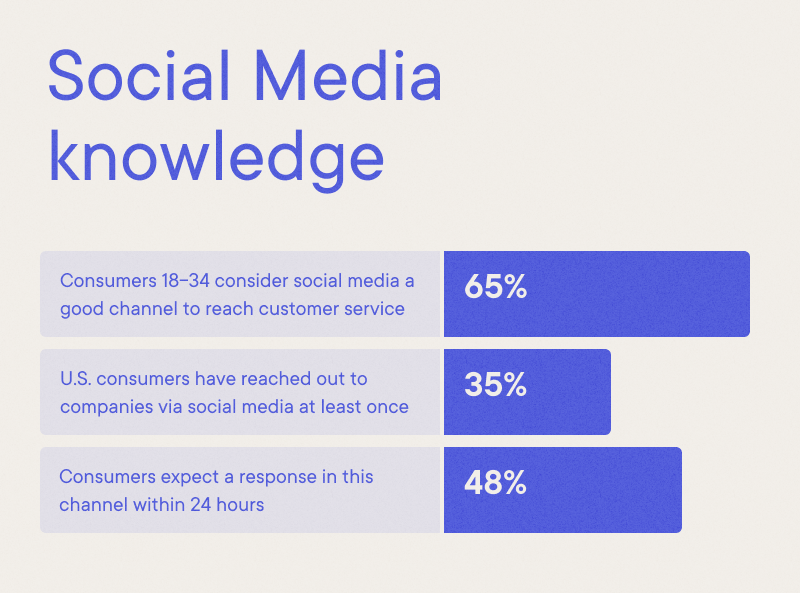 Social Media
knowledge
Consumers 18–34 consider social media a
good channel to reach customer service
65%
U.S. consumers have reached out to
companies via social media at least once
35%
Consumers expect a response in this
channel within 24 hours
48%